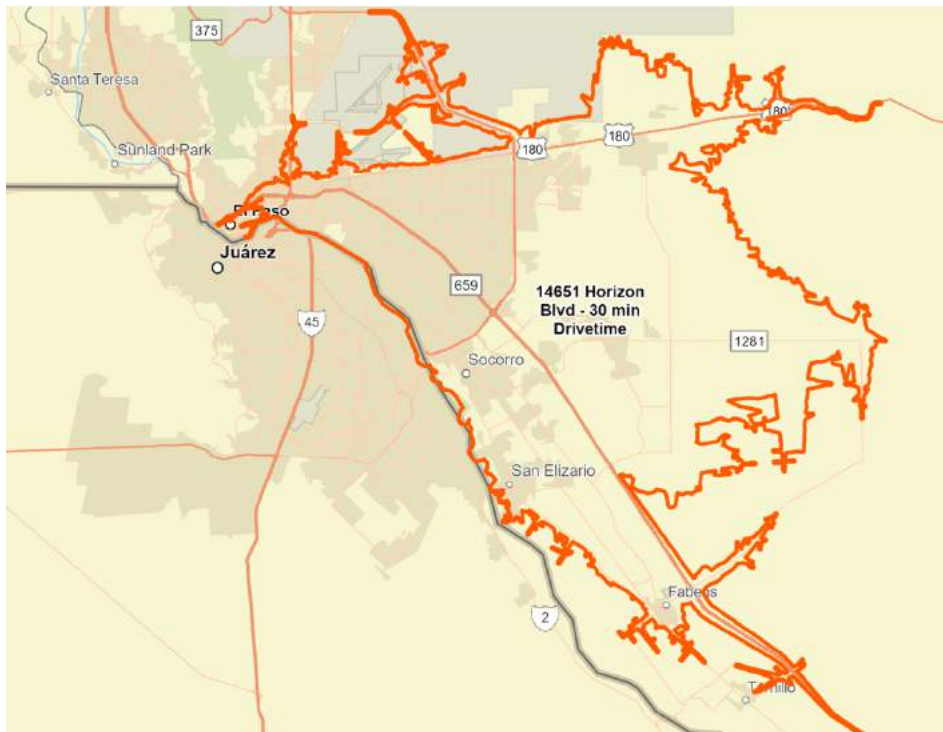 375
Santa Teresa
Sunland Park
180
180
180
El Paso
Juárez
659
14651 Horizon
Blvd - 30 min
Drivetime
45
1281
Socorro
San Elizario
Fabens
2
Tornillo